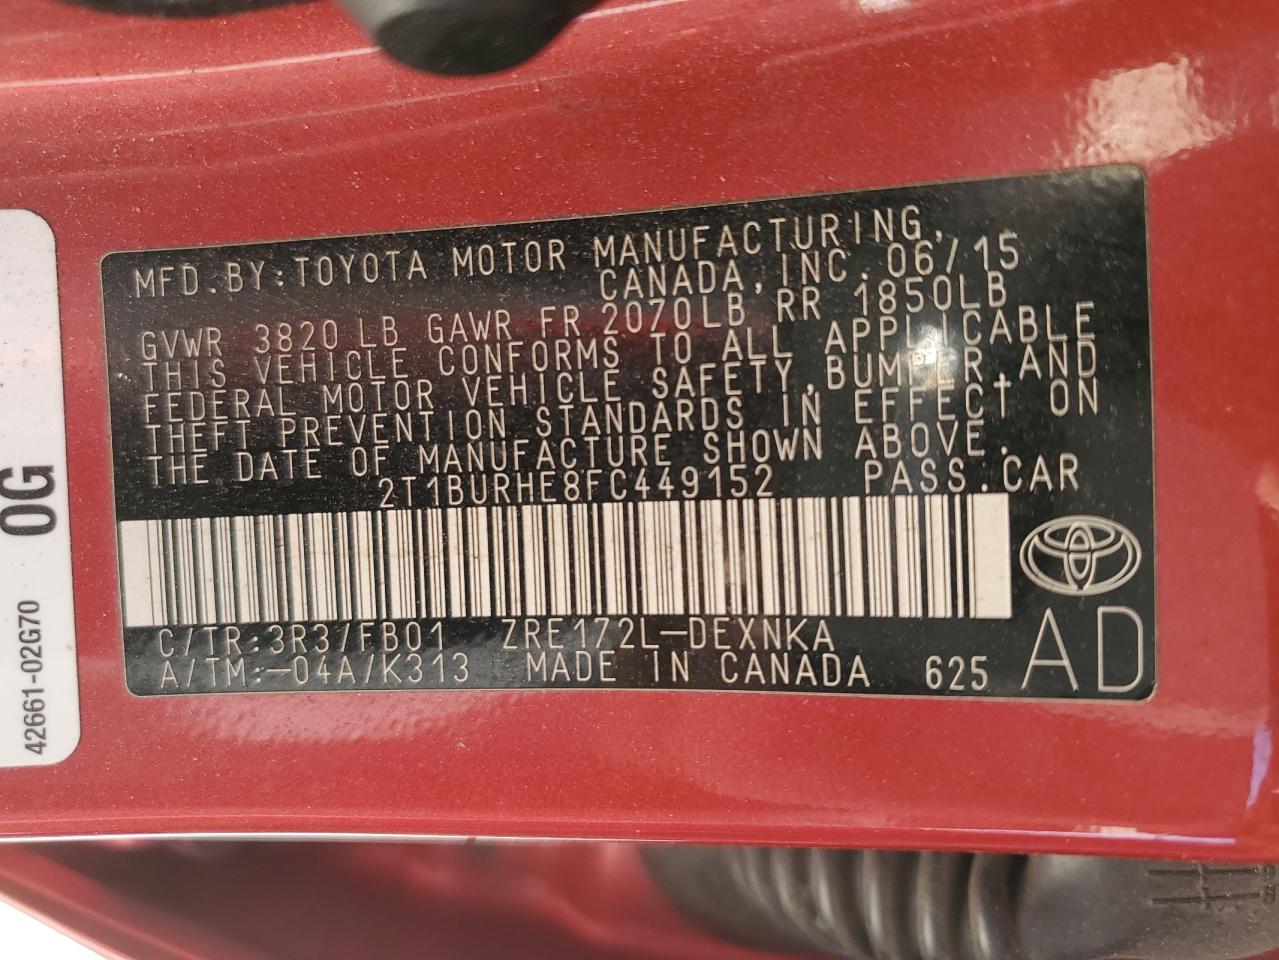 MFD.BY:TOYOTA MOTOR MANUFACTURING,
CANADA,INC.06/15
GVWR 3820 LB GAWR FR 2070LB RR 1850LB
THIS VEHICLE CONFORMS TO ALL APPLICABLE
FEDERAL MOTOR VEHICLE SAFETY,BUMPER,AND
THEFT PREVENTION STANDARDS IN EFFECT ON
THE DATE OF MANUFACTURE SHOWN ABOVE.
2T1BURHE8FC449152 PASS.CAR
C/TR:3R3/FB01 ZRE172L-DEXNKA
A/TM:-04A/K313 MADE IN CANADA 625 AD
0G
42661-02G70